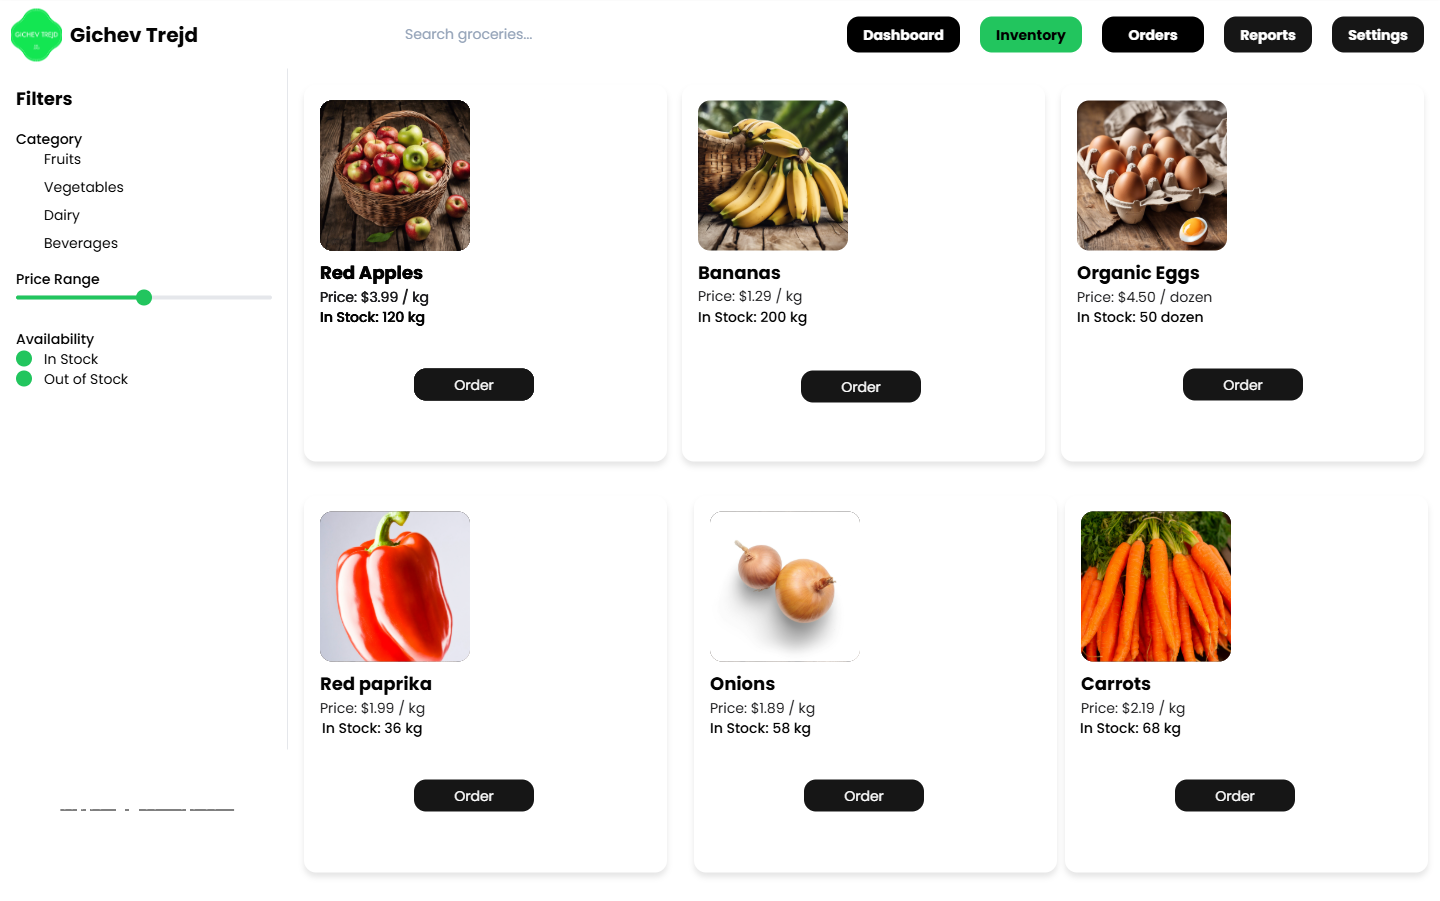 GICHEV TREJD
Gichev Trejd
Search groceries...
Dashboard
Inventory
Orders
Reports
Settings
Filters
Category
Fruits
Vegetables
Dairy
Beverages
Price Range
Availability
In Stock
Out of Stock
Red Apples
Price: $3.99 / kg
In Stock: 120 kg
Order
Bananas
Price: $1.29 / kg
In Stock: 200 kg
Order
Organic Eggs
Price: $4.50 / dozen
In Stock: 50 dozen
Order
Red paprika
Price: $1.99 / kg
In Stock: 36 kg
Order
Onions
Price: $1.89 / kg
In Stock: 58 kg
Order
Carrots
Price: $2.19 / kg
In Stock: 68 kg
Order